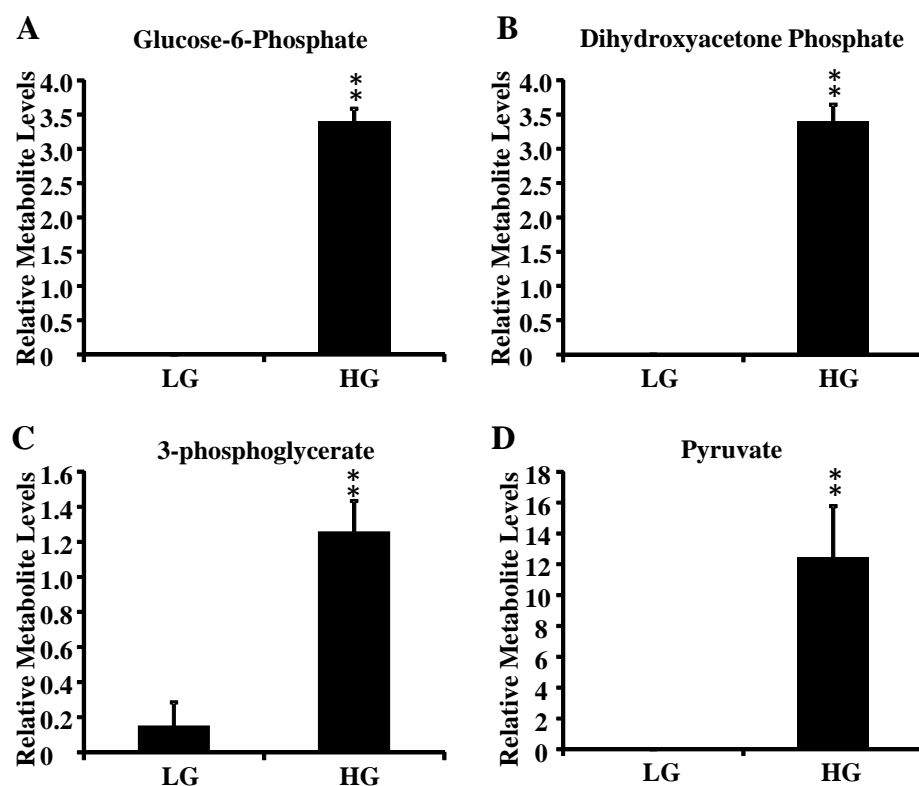 A
Glucose-6-Phosphate
Relative Metabolite Levels
4.0
3.5
3.0
2.5
2.0
1.5
1.0
0.5
0
**
LG HG
B
Dihydroxyacetone Phosphate
Relative Metabolite Levels
4.0
3.5
3.0
2.5
2.0
1.5
1.0
0.5
0
**
LG HG
C
3-phosphoglycerate
Relative Metabolite Levels
1.6
1.4
1.2
1.0
0.8
0.6
0.4
0.2
0
**
LG HG
D
Pyruvate
Relative Metabolite Levels
18
16
14
12
10
8
6
4
2
0
**
LG HG